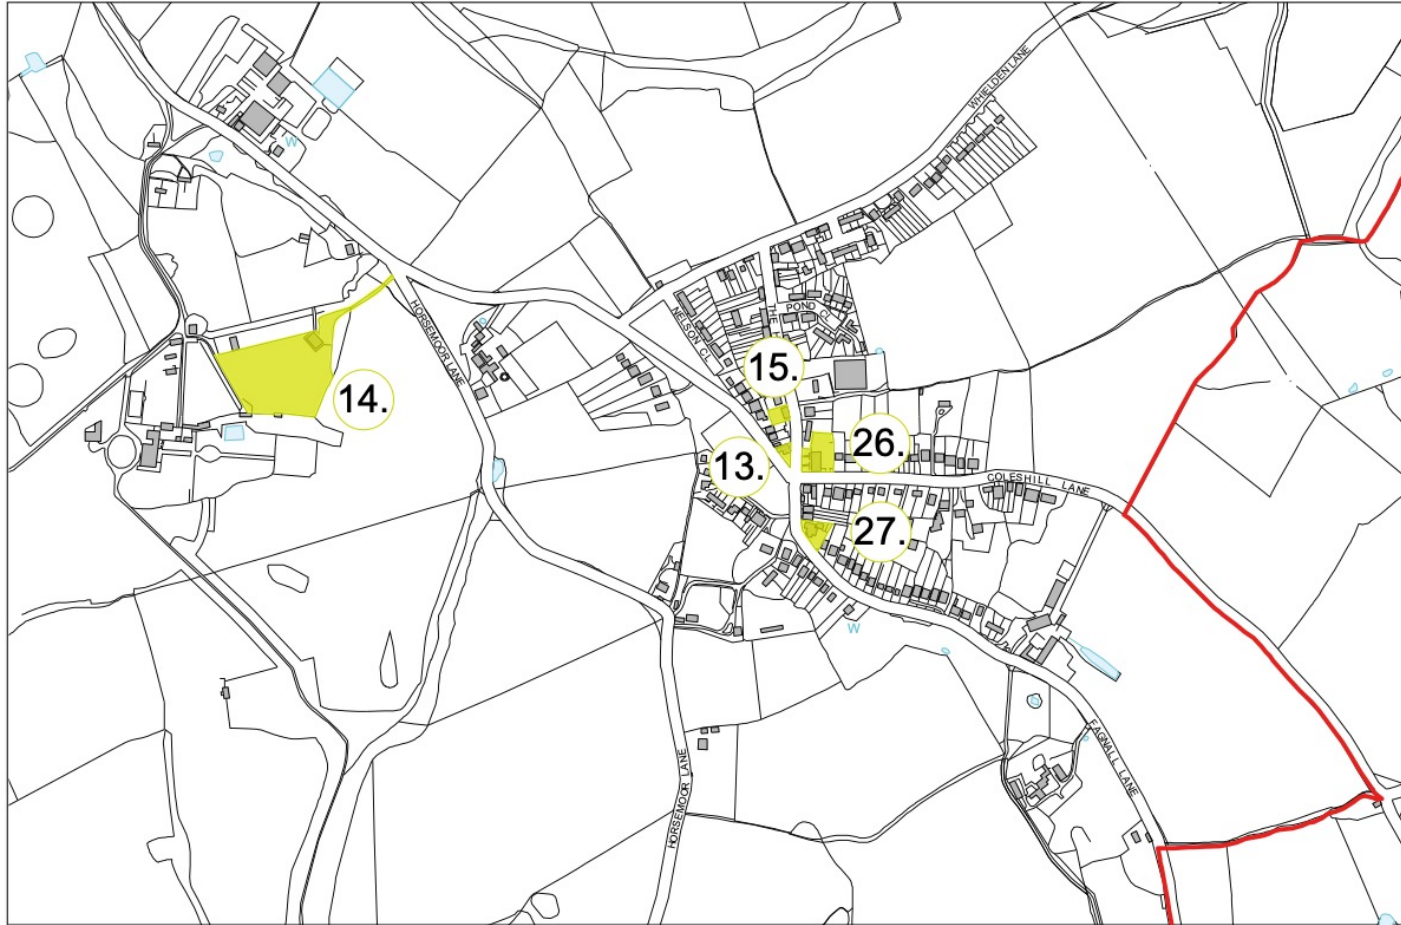 WHIELDEN LANE
W
HORSEMOOR LANE
NELSON CL
THE
POND CL
15.
14.
26.
13.
COLESHILL LANE
27.
W
FAGNALL LANE
HORSEMOOR LANE